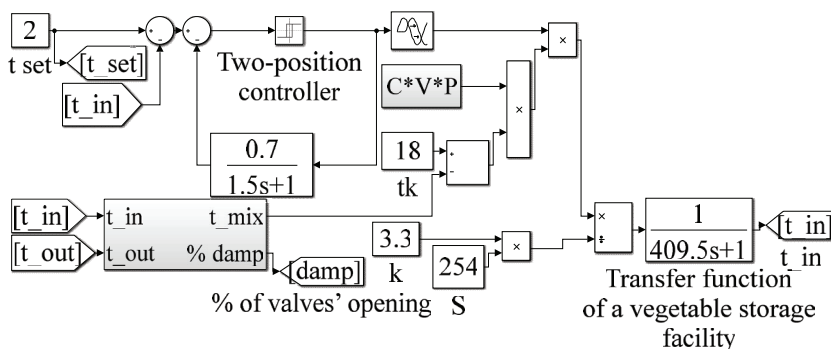 2
t set
[t_set]
[t_in]
Two-position
controller
C*V*P
0.7
1.5s+1
18
tk
[t_in]
[t_out]
t_in
t_mix
t_out
% damp
[damp]
% of valves' opening
3.3
k
254
S
1
409.5s+1
[t_in]
t_in
Transfer function
of a vegetable storage
facility